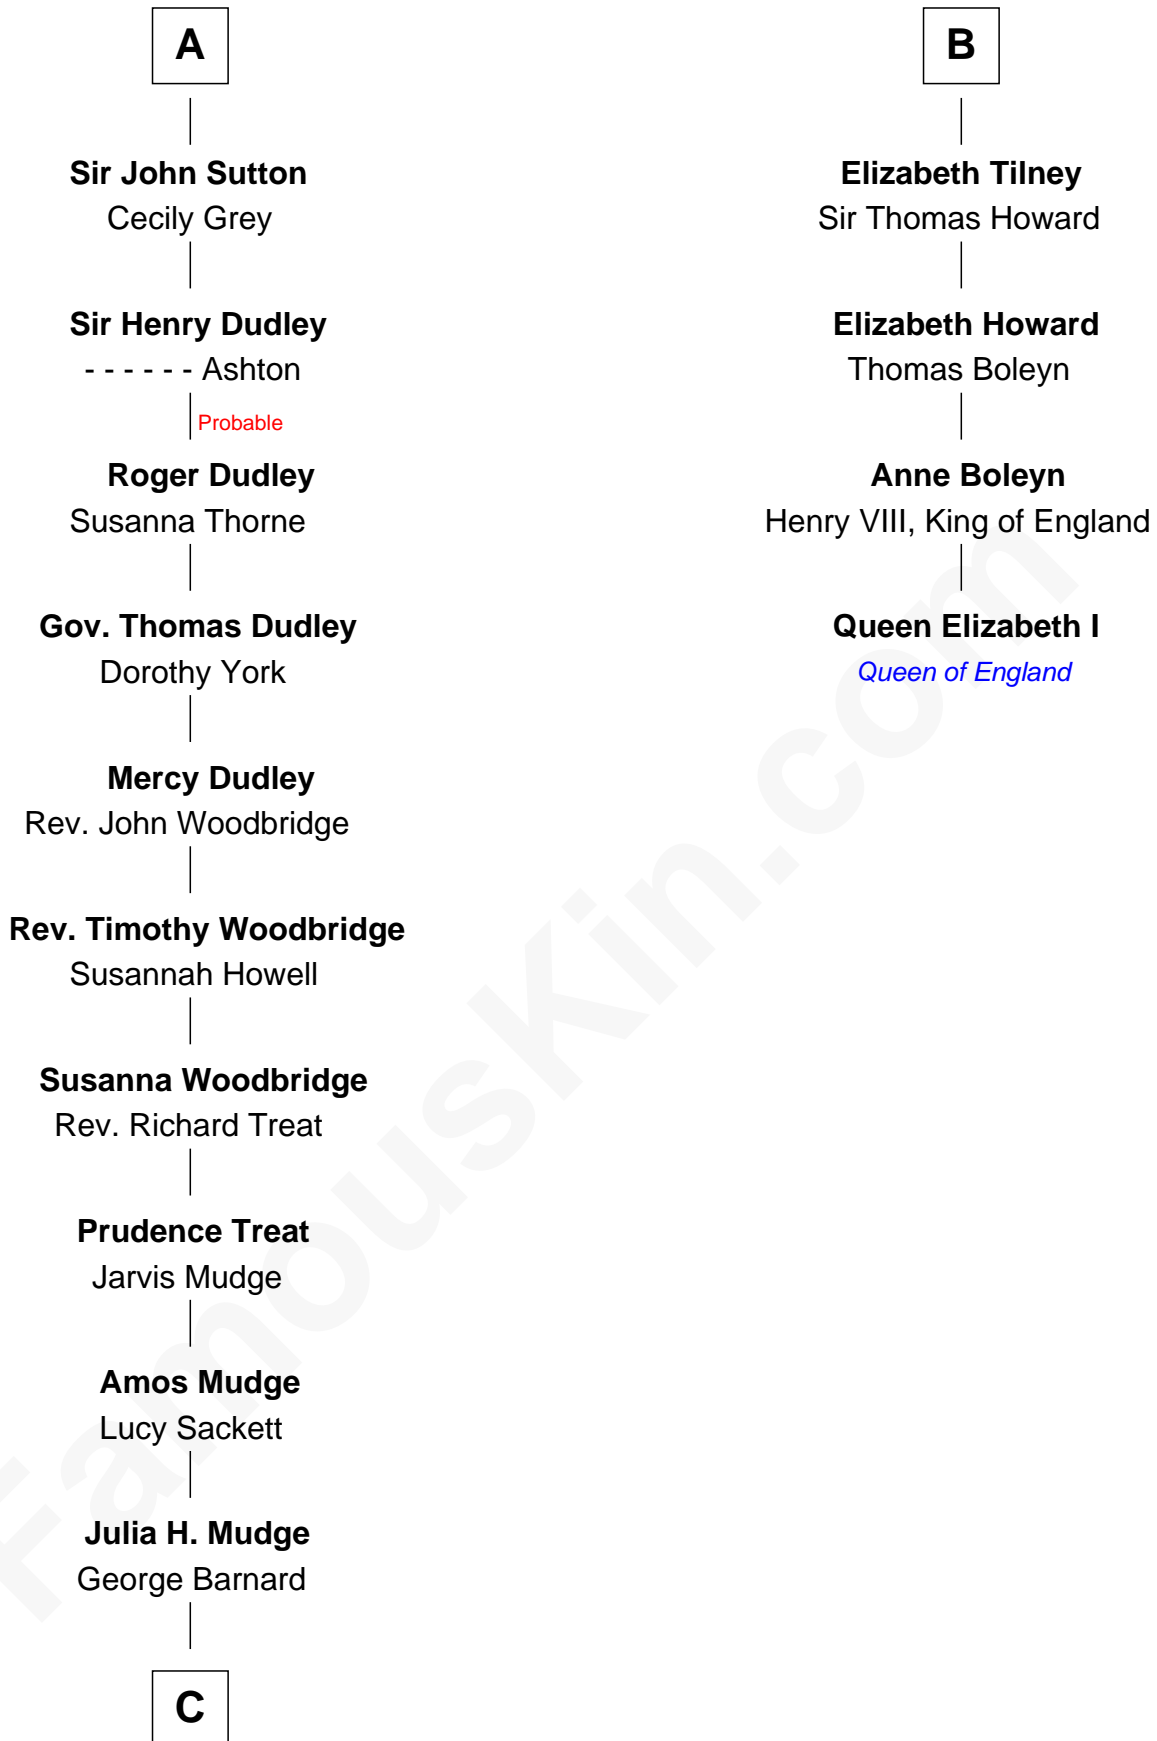 A
Sir John Sutton
Cecily Grey
Sir Henry Dudley
- - - - - - Ashton
Probable
Roger Dudley
Susanna Thorne
Gov. Thomas Dudley
Dorothy York
Mercy Dudley
Rev. John Woodbridge
Rev. Timothy Woodbridge
Susannah Howell
Susanna Woodbridge
Rev. Richard Treat
Prudence Treat
Jarvis Mudge
Amos Mudge
Lucy Sackett
Julia H. Mudge
George Barnard
C
B
Elizabeth Tilney
Sir Thomas Howard
Elizabeth Howard
Thomas Boleyn
Anne Boleyn
Henry VIII, King of England
Queen Elizabeth I
Queen of England
FamousKin.com